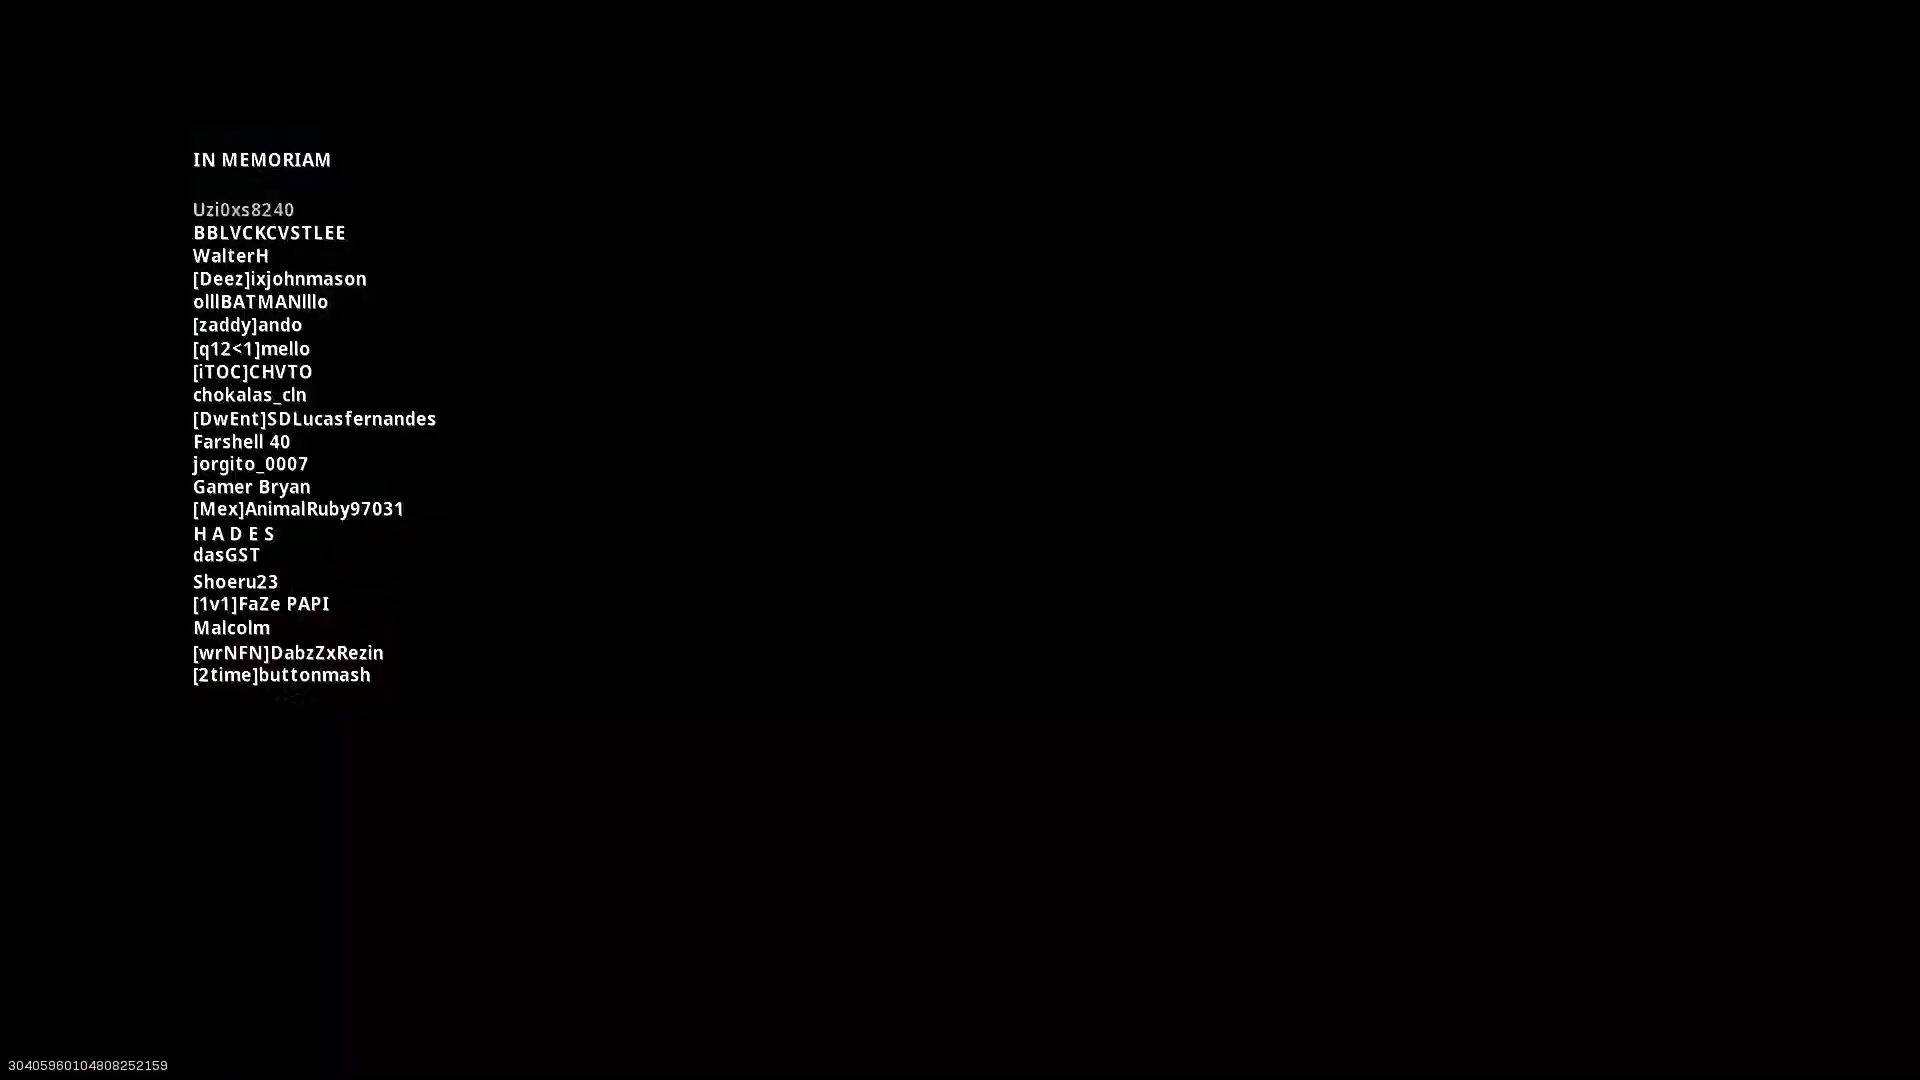 IN MEMORIAM
Uzi0xs8240
BBLVCKCVSTLEE
WalterH
[Deez]ixjohnmason
olllBATMANlllo
[zaddy]ando
[q12<1]mello
[iTOC]CHVTO
chokalas_cln
[DwEnt]SDLucasfernandes
Farshell 40
jorgito_0007
Gamer Bryan
[Mex]AnimalRuby97031
H A D E S
dasGST
Shoeru23
[1v1]FaZe PAPI
Malcolm
[wrNFN]DabzZxRezin
[2time]buttonmash
30405960104808252159